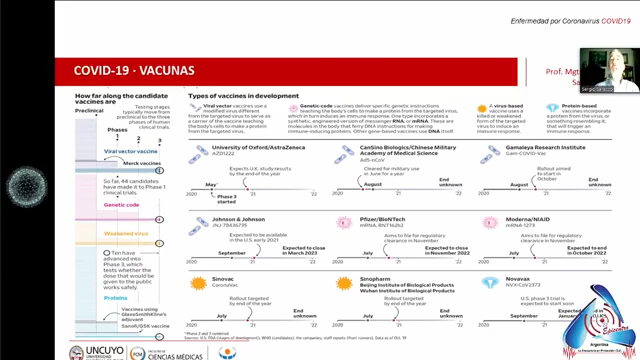 Enfermedad por Coronavirus COVID19
COVID-19 · VACUNAS
Prof. Mgt
Sergio Saracco
How far along the candidate vaccines are
Testing stages typically move from preclinical to the three phases of human clinical trials.
Preclinical
Phases
1
2
3
Viral vector vaccine
Merck vaccines
So far, 44 candidates have made it to Phase 1 clinical trials.
Genetic code
Weakened virus
Ten have advanced into Phase 3, which tests whether the dose that would be given to the public works safely.
Proteins
Vaccines using GlaxoSmithKline's adjuvant
Sanofi/GSK vaccine
Types of vaccines in development
Viral vector vaccines use a modified virus different from the targeted virus to serve as a carrier of the vaccine teaching the body's cells to make a protein from the targeted virus.
Genetic-code vaccines deliver specific genetic instructions teaching the body's cells to make a protein from the targeted virus, which in turn induces an immune response. One type incorporates a synthetic, engineered version of messenger RNA, or mRNA. These are molecules in the body that ferry DNA instructions for making immune-inducing proteins. Other gene-based vaccines use DNA itself.
A virus-based vaccine uses a killed or weakened form of the targeted virus to induce an immune response.
Protein-based vaccines incorporate a protein from the virus, or something resembling it, that will trigger an immune response.
University of Oxford/AstraZeneca
AZD1222
Expects U.K. study results by the end of the year
May
Phase 3 started
2020
'21
'22
CanSino Biologics/Chinese Military Academy of Medical Science
Ad5-nCoV
Cleared for military use in June for a year
August
End unknown
2020
'21
'22
Gamaleya Research Institute
Gam-COVID-Vac
Rollout aimed to start in October
August
End unknown
2020
'21
'22
Johnson & Johnson
JNJ-78436735
Expected to be available in the U.S. early 2021
September
Expected to close in March 2023
2020
'21
'22
Pfizer/BioNTech
mRNA, BNT162b2
Aims to file for regulatory clearance in November
July
Expected to close in November 2022
2020
'21
'22
Moderna/NIAID
mRNA-1273
Aims to file for regulatory clearance in November
July
Expected to end in October 2022
2020
'21
'22
Sinovac
CoronaVac
Rollout targeted by end of the year
July
End unknown
2020
'21
'22
Sinopharm
Beijing Institute of Biological Products
Wuhan Institute of Biological Products
Rollout targeted by end of the year
July
End unknown
2020
'21
'22
Novavax
NVX-CoV2373
U.S. phase 3 trial is expected to start soon
September
2020
* Phase 2 and 3 combined
UNCUYO
FCM
FACULTAD DE CIENCIAS MÉDICAS
Epicentro
Argentina